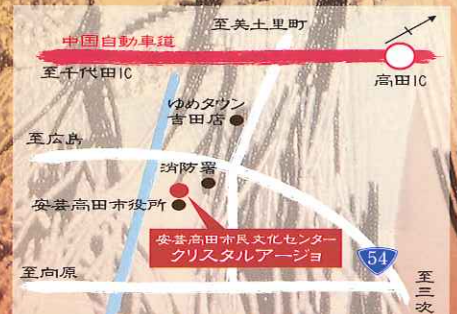 至美土里町
中国自動車道
至千代田IC
高田IC
ゆめタウン
吉田店
至広島
消防署
安芸高田市役所
安芸高田市民文化センター
クリスタルアージョ
54
至向原
至三次